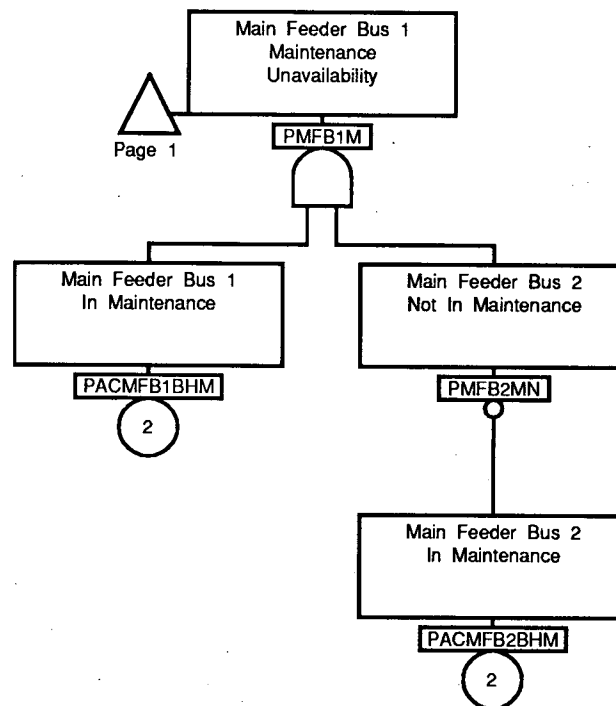 Main Feeder Bus 1
Maintenance
Unavailability
Page 1
PMFB1M
Main Feeder Bus 1
In Maintenance
Main Feeder Bus 2
Not In Maintenance
PACMFB1BHM
PMFB2MN
2
Main Feeder Bus 2
In Maintenance
PACMFB2BHM
2